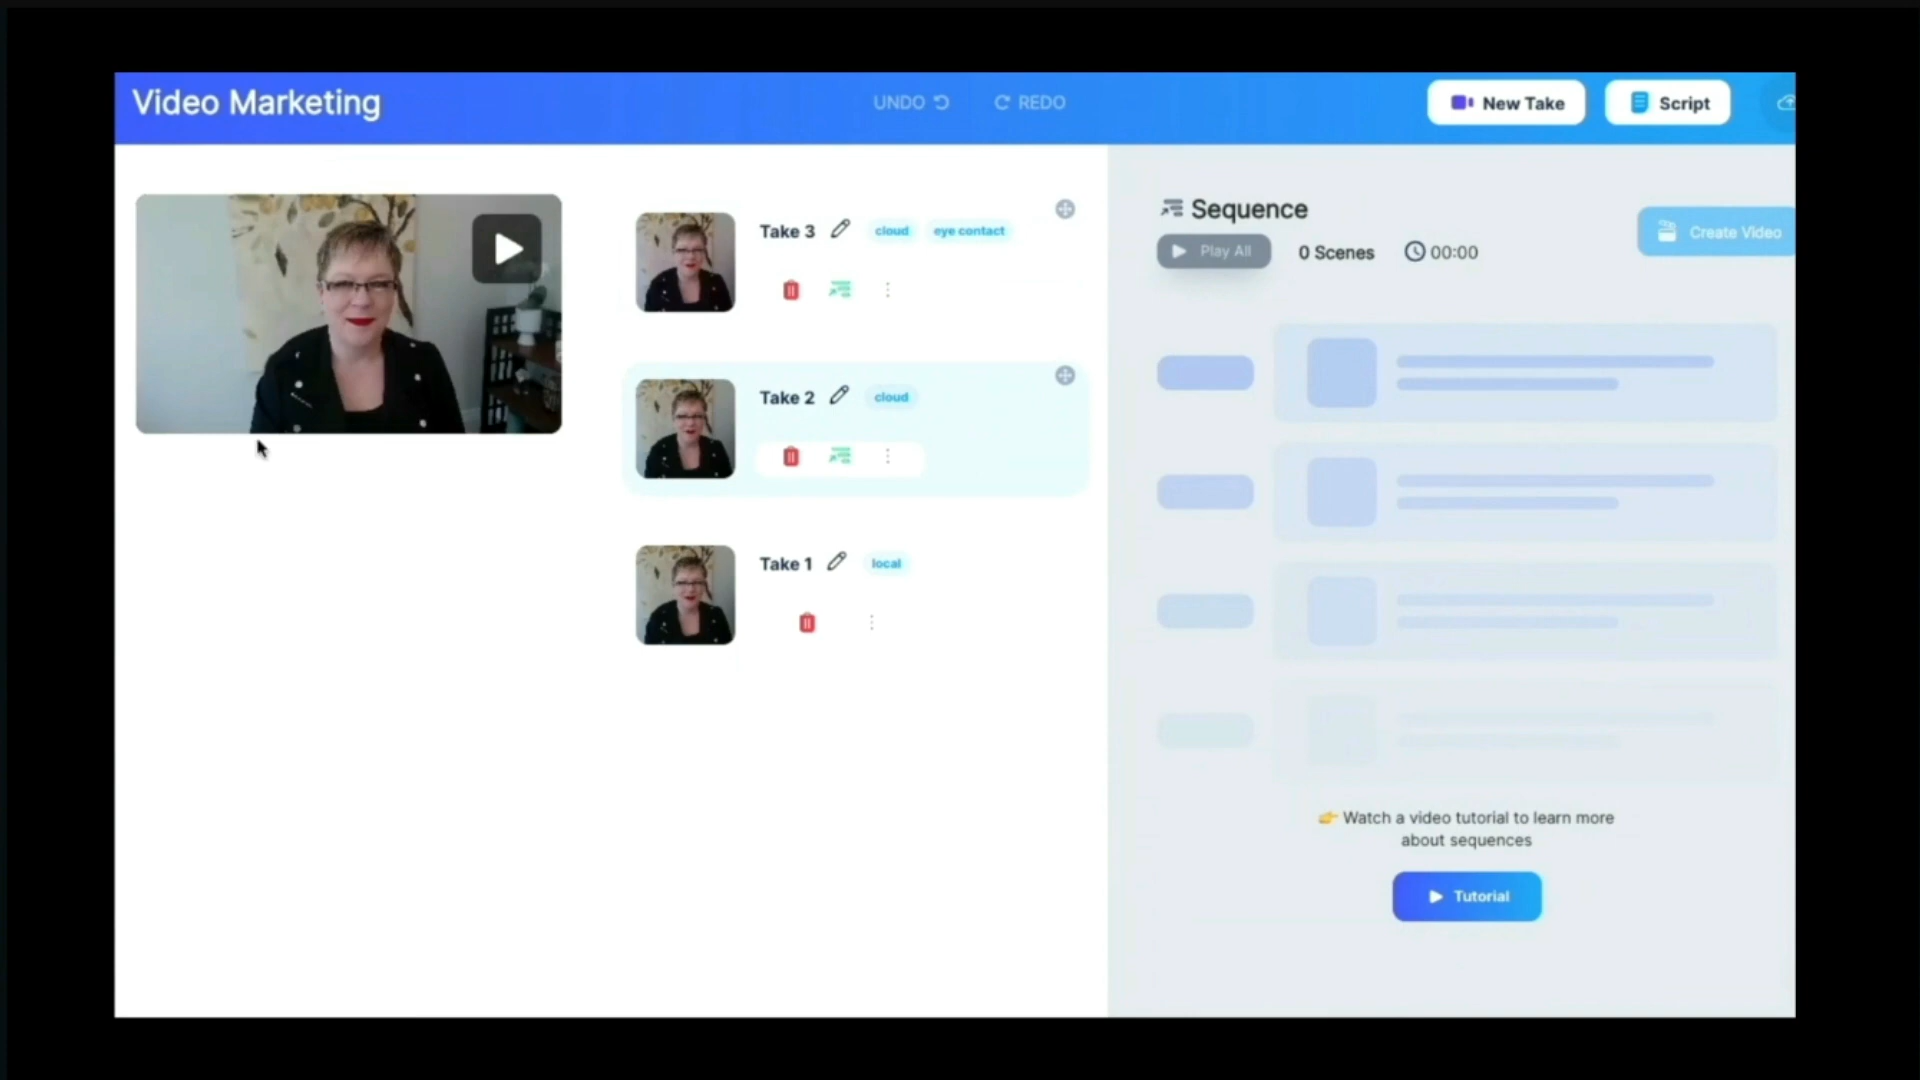 Video Marketing
UNDO
REDO
New Take
Script
Take 3
cloud
eye contact
Take 2
cloud
Take 1
local
Sequence
Play All
0 Scenes
00:00
Create Video
👉 Watch a video tutorial to learn more
about sequences
Tutorial